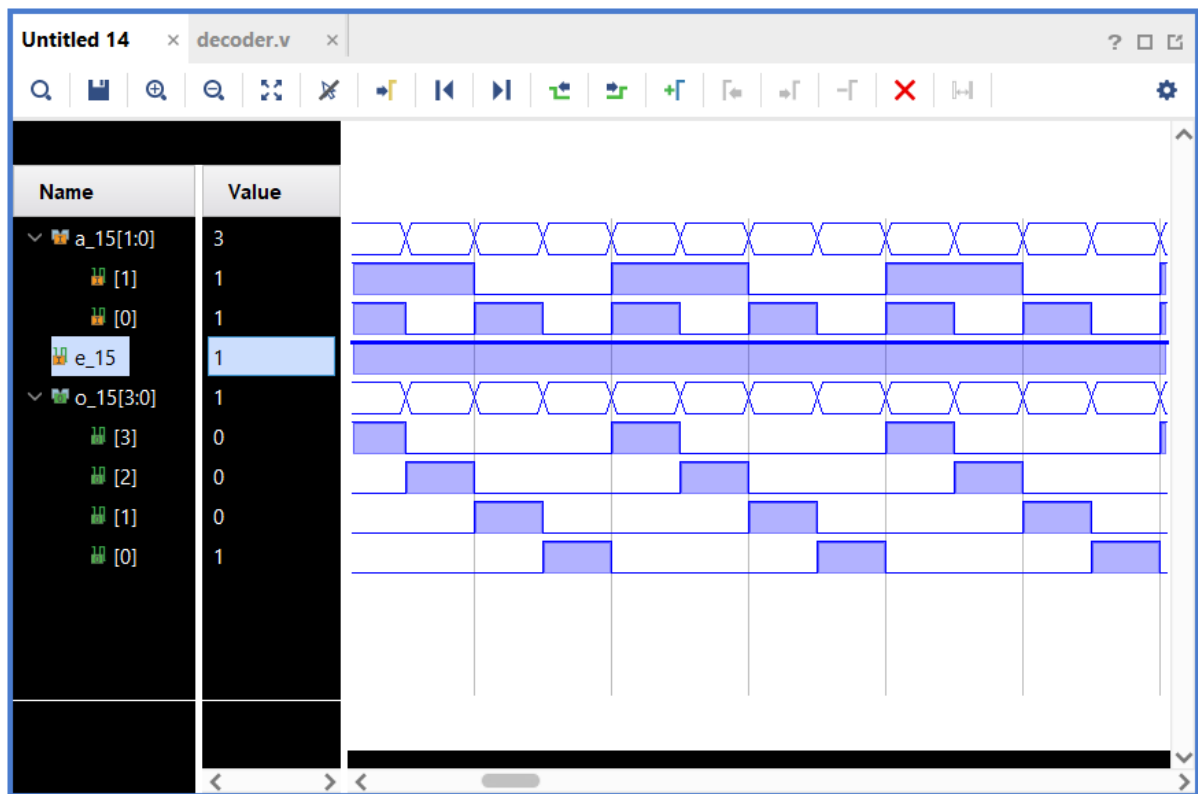 Untitled 14 × decoder.v ×
Name Value
a_15[1:0] 3
[1] 1
[0] 1
e_15 1
o_15[3:0] 1
[3] 0
[2] 0
[1] 0
[0] 1